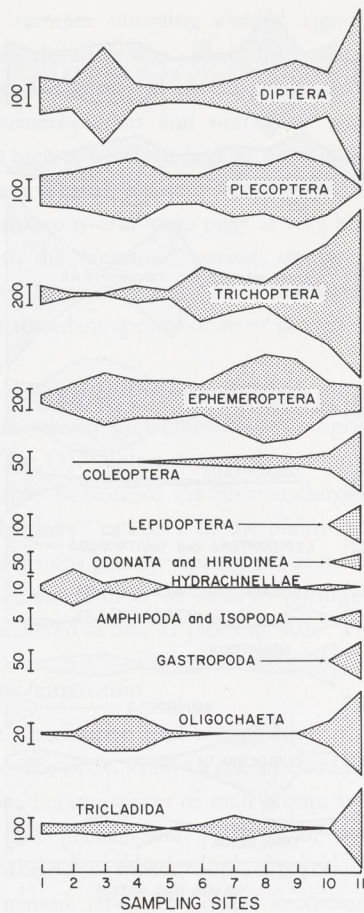 100
DIPTERA
100
PLECOPTERA
200
TRICHOPTERA
200
EPHEMEROPTERA
50
COLEOPTERA
100
LEPIDOPTERA
50
ODONATA and HIRUDINEA
10
HYDRACHNELLAE
5
AMPHIPODA and ISOPODA
50
GASTROPODA
20
OLIGOCHAETA
100
TRICLADIDA
1 2 3 4 5 6 7 8 9 10 11
SAMPLING SITES